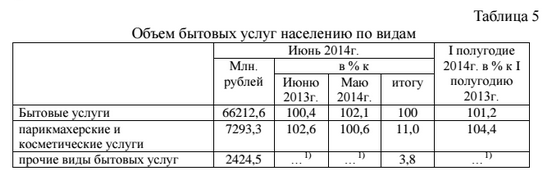 Таблица 5
Объем бытовых услуг населению по видам
Июнь 2014г.
I полугодие
2014г. в % к I
полугодию
2013г.
Млн.
рублей
в % к
Июню
2013г.
Маю
2014г.
итогу
Бытовые услуги 66212,6 100,4 102,1 100 101,2
парикмахерские и
косметические услуги 7293,3 102,6 100,6 11,0 104,4
прочие виды бытовых услуг 2424,5 …1) …1) 3,8 …1)